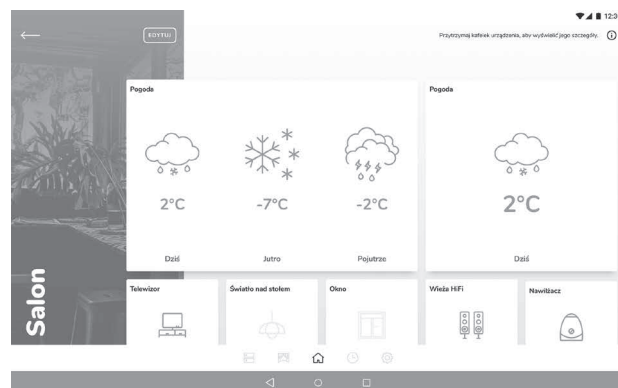 12:3
EDYTUJ
Przytrzymaj kafelek urządzenia, aby wyświetlić jego szczegóły.
Pogoda
Pogoda
2°C
-7°C
-2°C
2°C
Dziś
Jutro
Pojutrze
Dziś
Salon
Telewizor
Światło nad stołem
Okno
Wieża HiFi
Nawilżacz